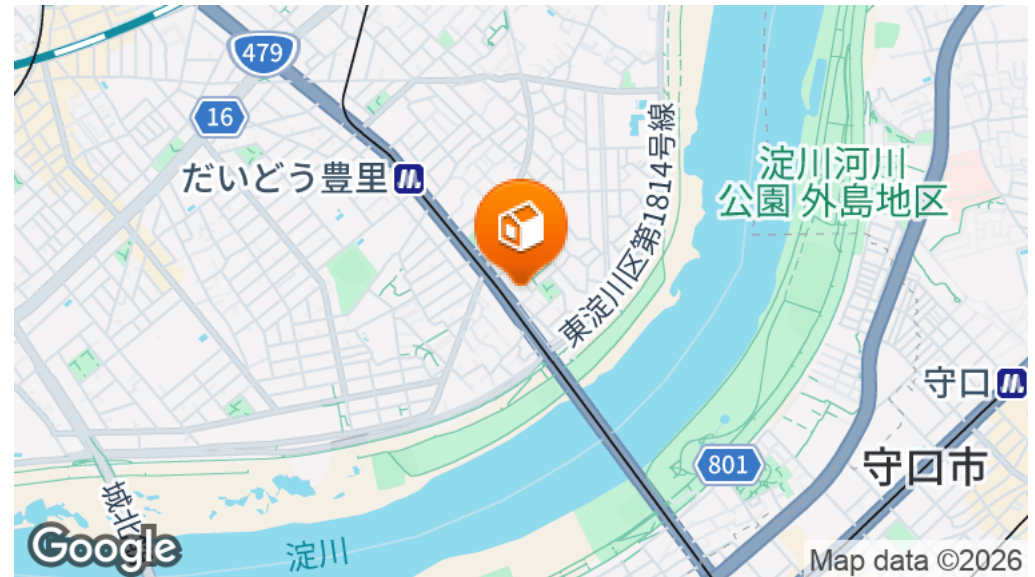 479
16
だいどう豊里
東淀川区第1814号線
淀川河川
公園 外島地区
守口
801
守口市
城北
淀川
Google
Map data ©2026